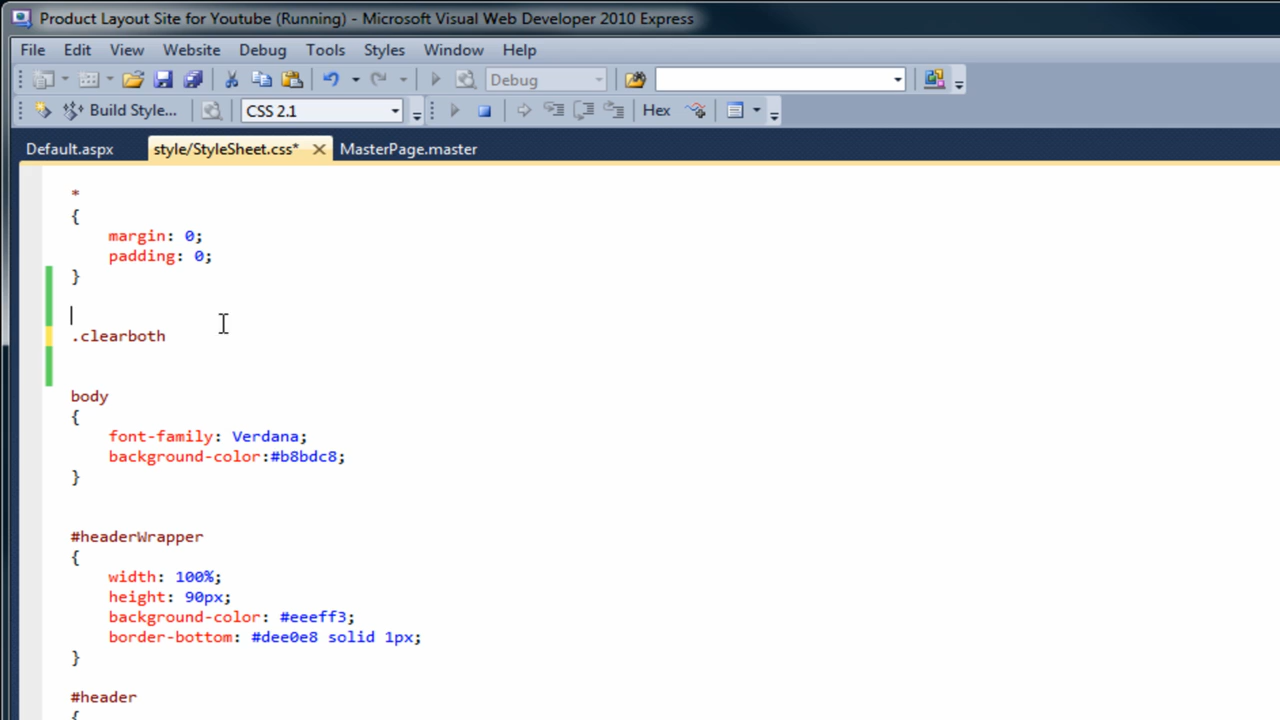 Product Layout Site for Youtube (Running) - Microsoft Visual Web Developer 2010 Express
File Edit View Website Debug Tools Styles Window Help
Debug
Build Style... CSS 2.1 Hex
Default.aspx style/StyleSheet.css* MasterPage.master
*
{
margin: 0;
padding: 0;
}
.clearboth
body
{
font-family: Verdana;
background-color:#b8bdc8;
}
#headerWrapper
{
width: 100%;
height: 90px;
background-color: #eeeff3;
border-bottom: #dee0e8 solid 1px;
}
#header
{